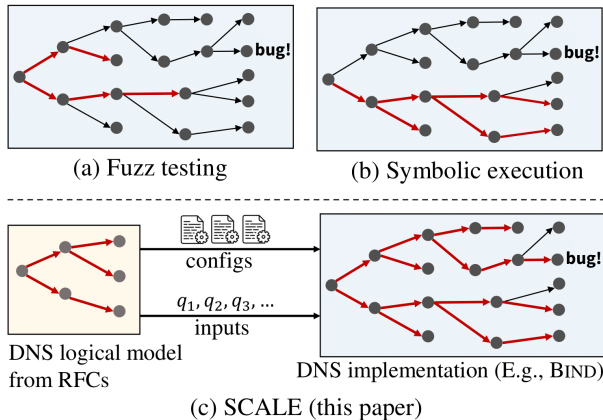 bug!
bug!
(a) Fuzz testing
(b) Symbolic execution
configs
q₁, q₂, q₃, ...
inputs
bug!
DNS logical model
from RFCs
DNS implementation (E.g., BIND)
(c) SCALE (this paper)